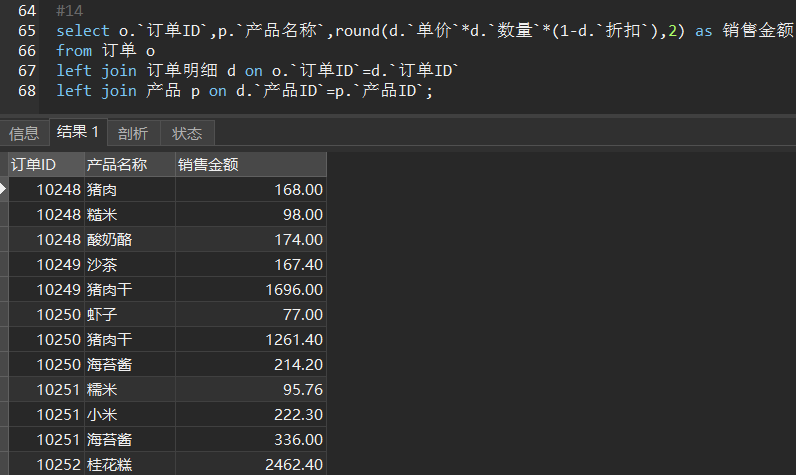 64 #14
65 select o.`订单ID`,p.`产品名称`,round(d.`单价`*d.`数量`*(1-d.`折扣`),2) as 销售金额
66 from 订单 o
67 left join 订单明细 d on o.`订单ID`=d.`订单ID`
68 left join 产品 p on d.`产品ID`=p.`产品ID`;
信息 结果 1 剖析 状态
订单ID 产品名称 销售金额
10248 猪肉 168.00
10248 糙米 98.00
10248 酸奶酪 174.00
10249 沙茶 167.40
10249 猪肉干 1696.00
10250 虾子 77.00
10250 猪肉干 1261.40
10250 海苔酱 214.20
10251 糯米 95.76
10251 小米 222.30
10251 海苔酱 336.00
10252 桂花糕 2462.40